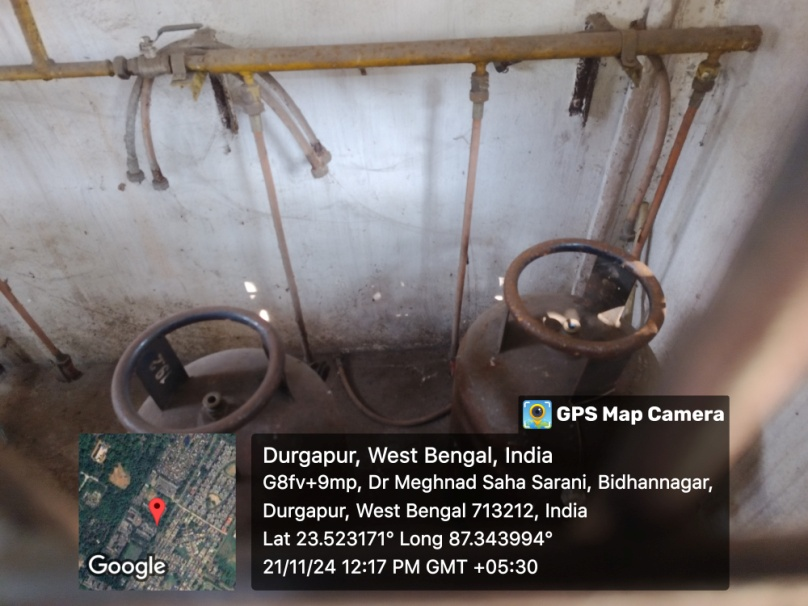 182
GPS Map Camera
Durgapur, West Bengal, India
G8fv+9mp, Dr Meghnad Saha Sarani, Bidhannagar,
Durgapur, West Bengal 713212, India
Lat 23.523171° Long 87.343994°
21/11/24 12:17 PM GMT +05:30
Google